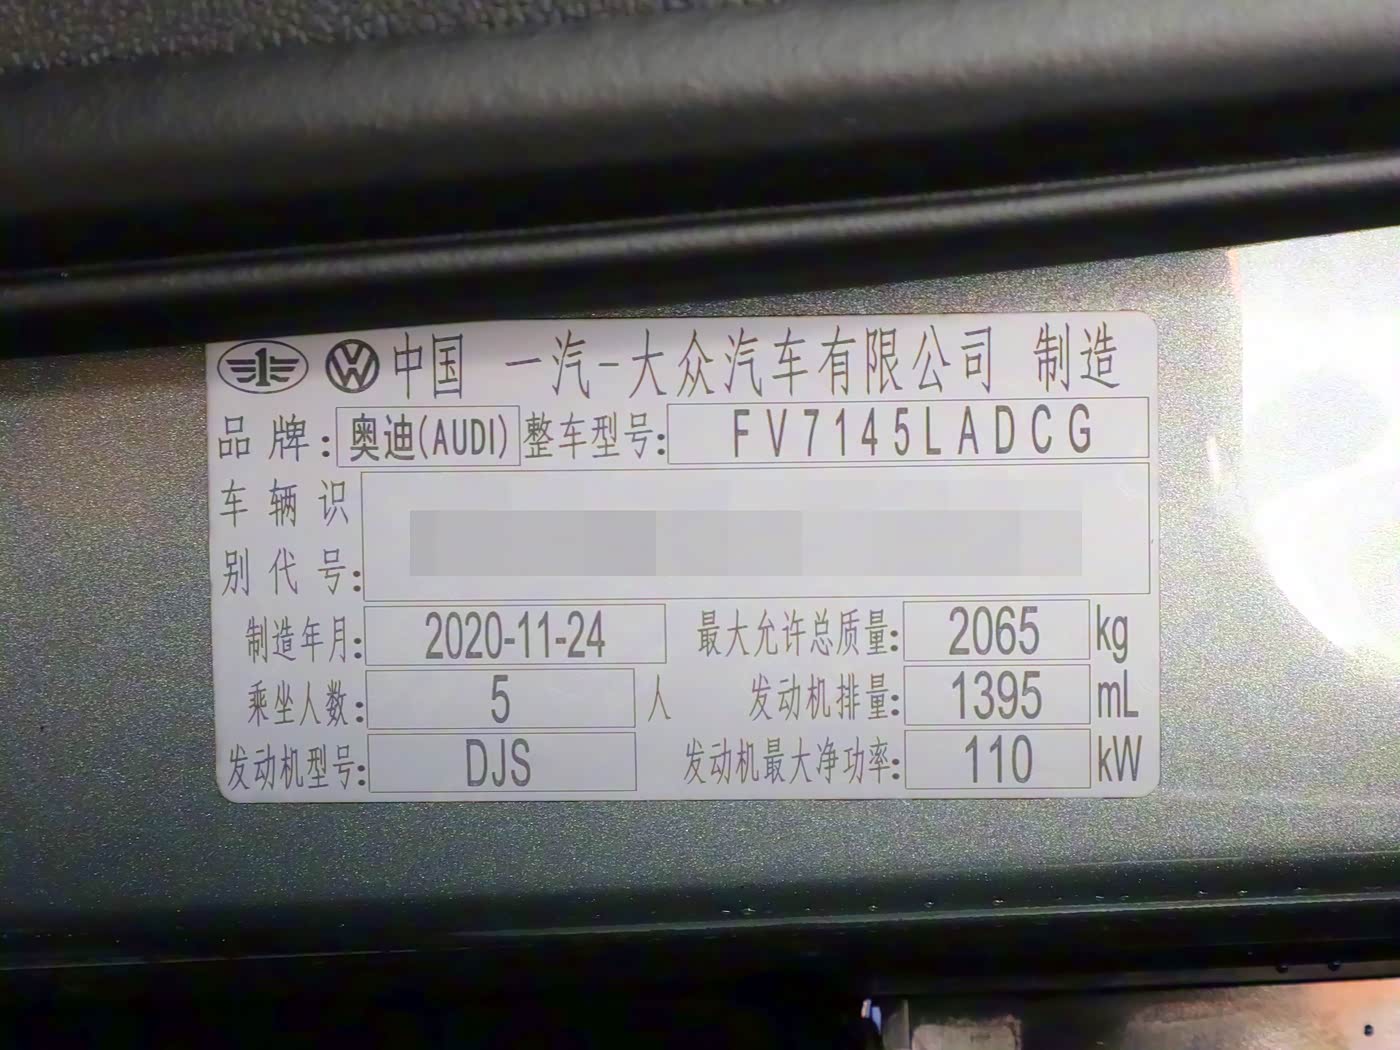 中国 一汽-大众汽车有限公司 制造
品牌: 奥迪(AUDI) 整车型号: FV7145LADCG
车辆识
别代号:
制造年月: 2020-11-24 最大允许总质量: 2065 kg
乘坐人数: 5 人 发动机排量: 1395 mL
发动机型号: DJS 发动机最大净功率: 110 kW